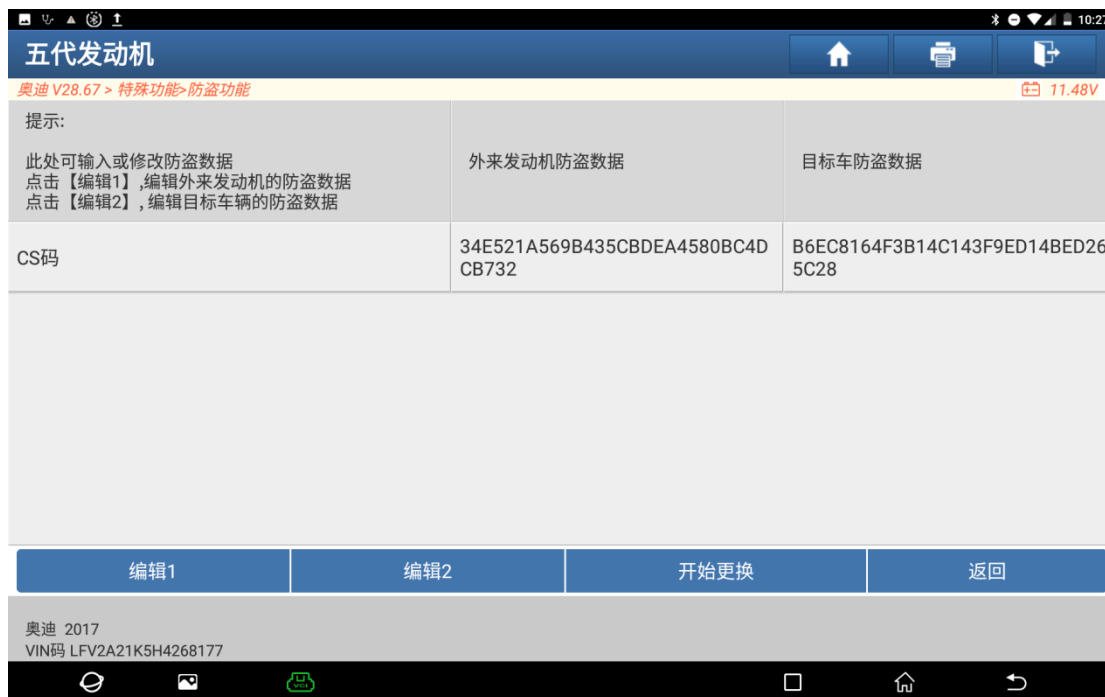 10:27
五代发动机
奥迪 V28.67 > 特殊功能>防盗功能
11.48V
提示:
此处可输入或修改防盗数据
点击【编辑1】,编辑外来发动机的防盗数据
点击【编辑2】, 编辑目标车辆的防盗数据
外来发动机防盗数据
目标车防盗数据
CS码
34E521A569B435CBDEA4580BC4D
CB732
B6EC8164F3B14C143F9ED14BED26
5C28
编辑1
编辑2
开始更换
返回
奥迪 2017
VIN码 LFV2A21K5H4268177
VCI